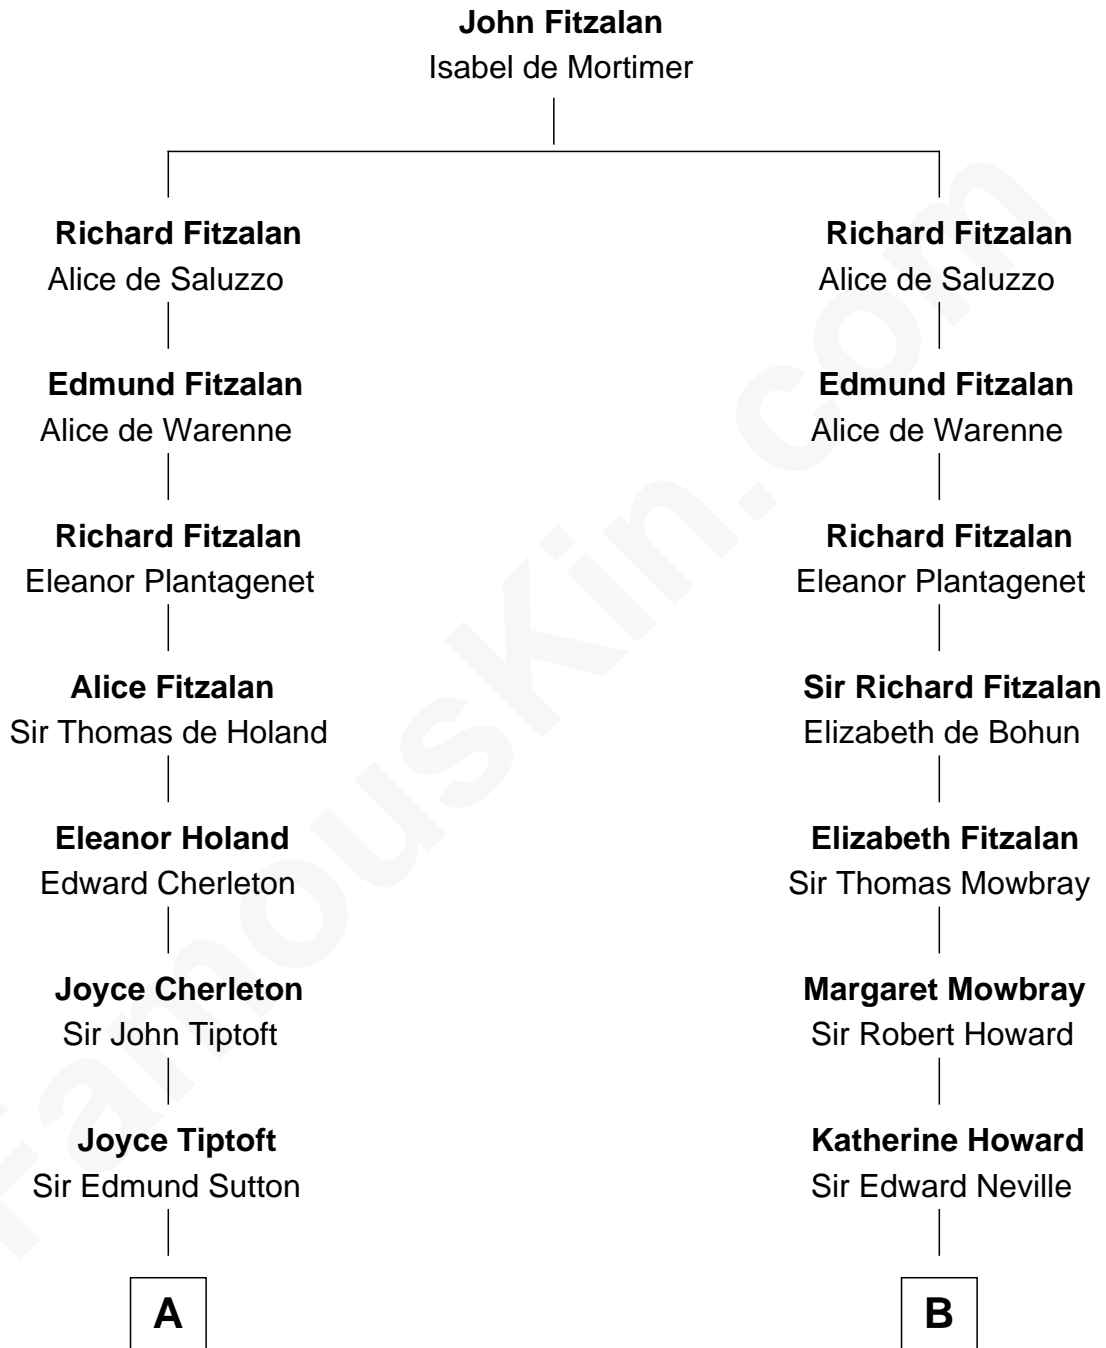 John Fitzalan
Isabel de Mortimer
Richard Fitzalan
Alice de Saluzzo
Edmund Fitzalan
Alice de Warenne
Richard Fitzalan
Eleanor Plantagenet
Alice Fitzalan
Sir Thomas de Holand
Eleanor Holand
Edward Cherleton
Joyce Cherleton
Sir John Tiptoft
Joyce Tiptoft
Sir Edmund Sutton
A
Richard Fitzalan
Alice de Saluzzo
Edmund Fitzalan
Alice de Warenne
Richard Fitzalan
Eleanor Plantagenet
Sir Richard Fitzalan
Elizabeth de Bohun
Elizabeth Fitzalan
Sir Thomas Mowbray
Margaret Mowbray
Sir Robert Howard
Katherine Howard
Sir Edward Neville
B
FamousKin.com